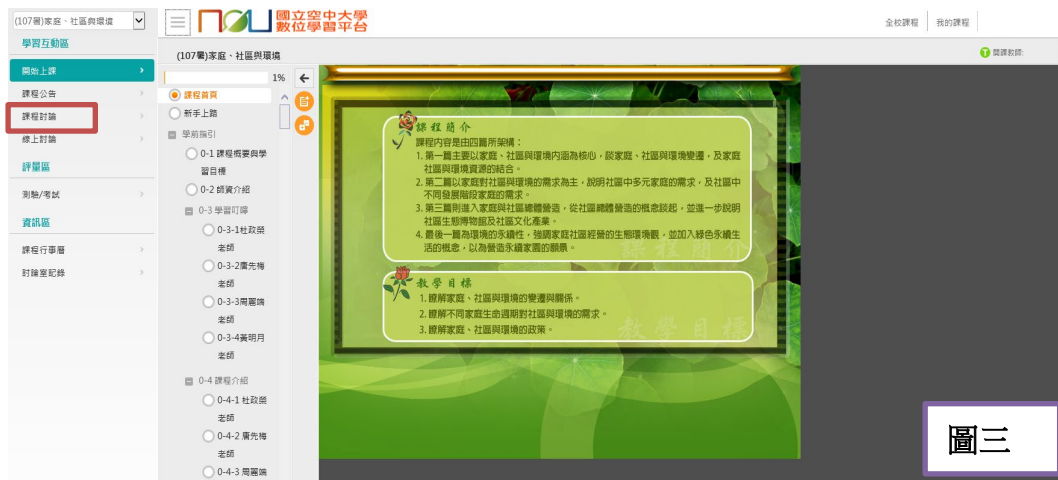 (107暑)家庭、社區與環境
國立空中大學
數位學習平台
全校課程
我的課程
學習互動區
開始上課
課程公告
課程討論
線上討論
評量區
測驗/考試
資訊區
課程行事曆
討論室記錄
(107暑)家庭、社區與環境
開課教師:
1%
課程首頁
新手上路
學前指引
0-1 課程概要與學
習目標
0-2 師資介紹
0-3 學習叮嚀
0-3-1杜政榮
老師
0-3-2唐先梅
老師
0-3-3周麗端
老師
0-3-4黃明月
老師
0-4 課程介紹
0-4-1 杜政榮
老師
0-4-2 唐先梅
老師
0-4-3 周麗端
課程簡介
課程內容是由四篇所架構：
1. 第一篇主要以家庭、社區與環境內涵為核心，談家庭、社區與環境變遷，及家庭
社區與環境資源的結合。
2. 第二篇以家庭對社區與環境的需求為主，說明社區中多元家庭的需求，及社區中
不同發展階段家庭的需求。
3. 第三篇則進入家庭與社區總體營造，從社區總體營造的概念談起，並進一步說明
社區生態博物館及社區文化產業。
4. 最後一篇為環境的永續性，強調家庭社區經營的生態環境觀，並加入綠色永續生
活的概念，以為營造永續家園的願景。
課程簡介
教學目標
1. 瞭解家庭、社區與環境的變遷與關係。
2. 瞭解不同家庭生命週期對社區與環境的需求。
3. 瞭解家庭、社區與環境的政策。
教學目標
圖三